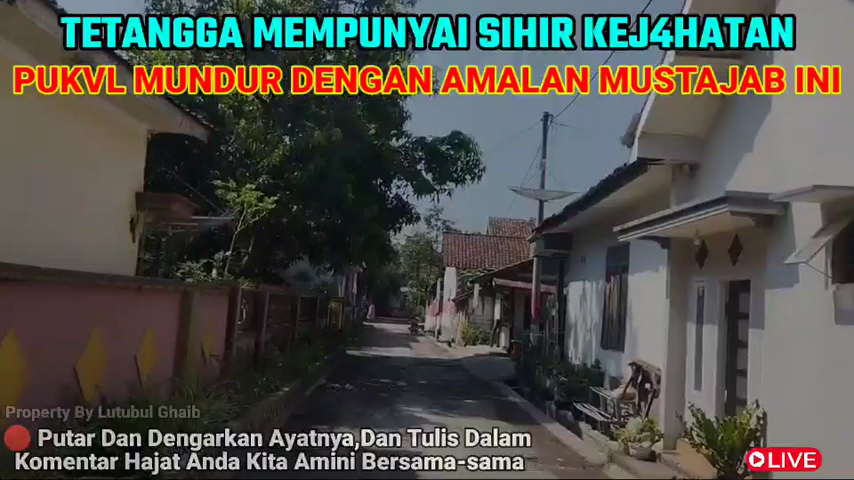 TETANGGA MEMPUNYAI SIHIR KEJ4HATAN
PUKVL MUNDUR DENGAN AMALAN MUSTAJAB INI
Property By Lutubul Ghaib
Putar Dan Dengarkan Ayatnya,Dan Tulis Dalam
Komentar Hajat Anda Kita Amini Bersama-sama
LIVE